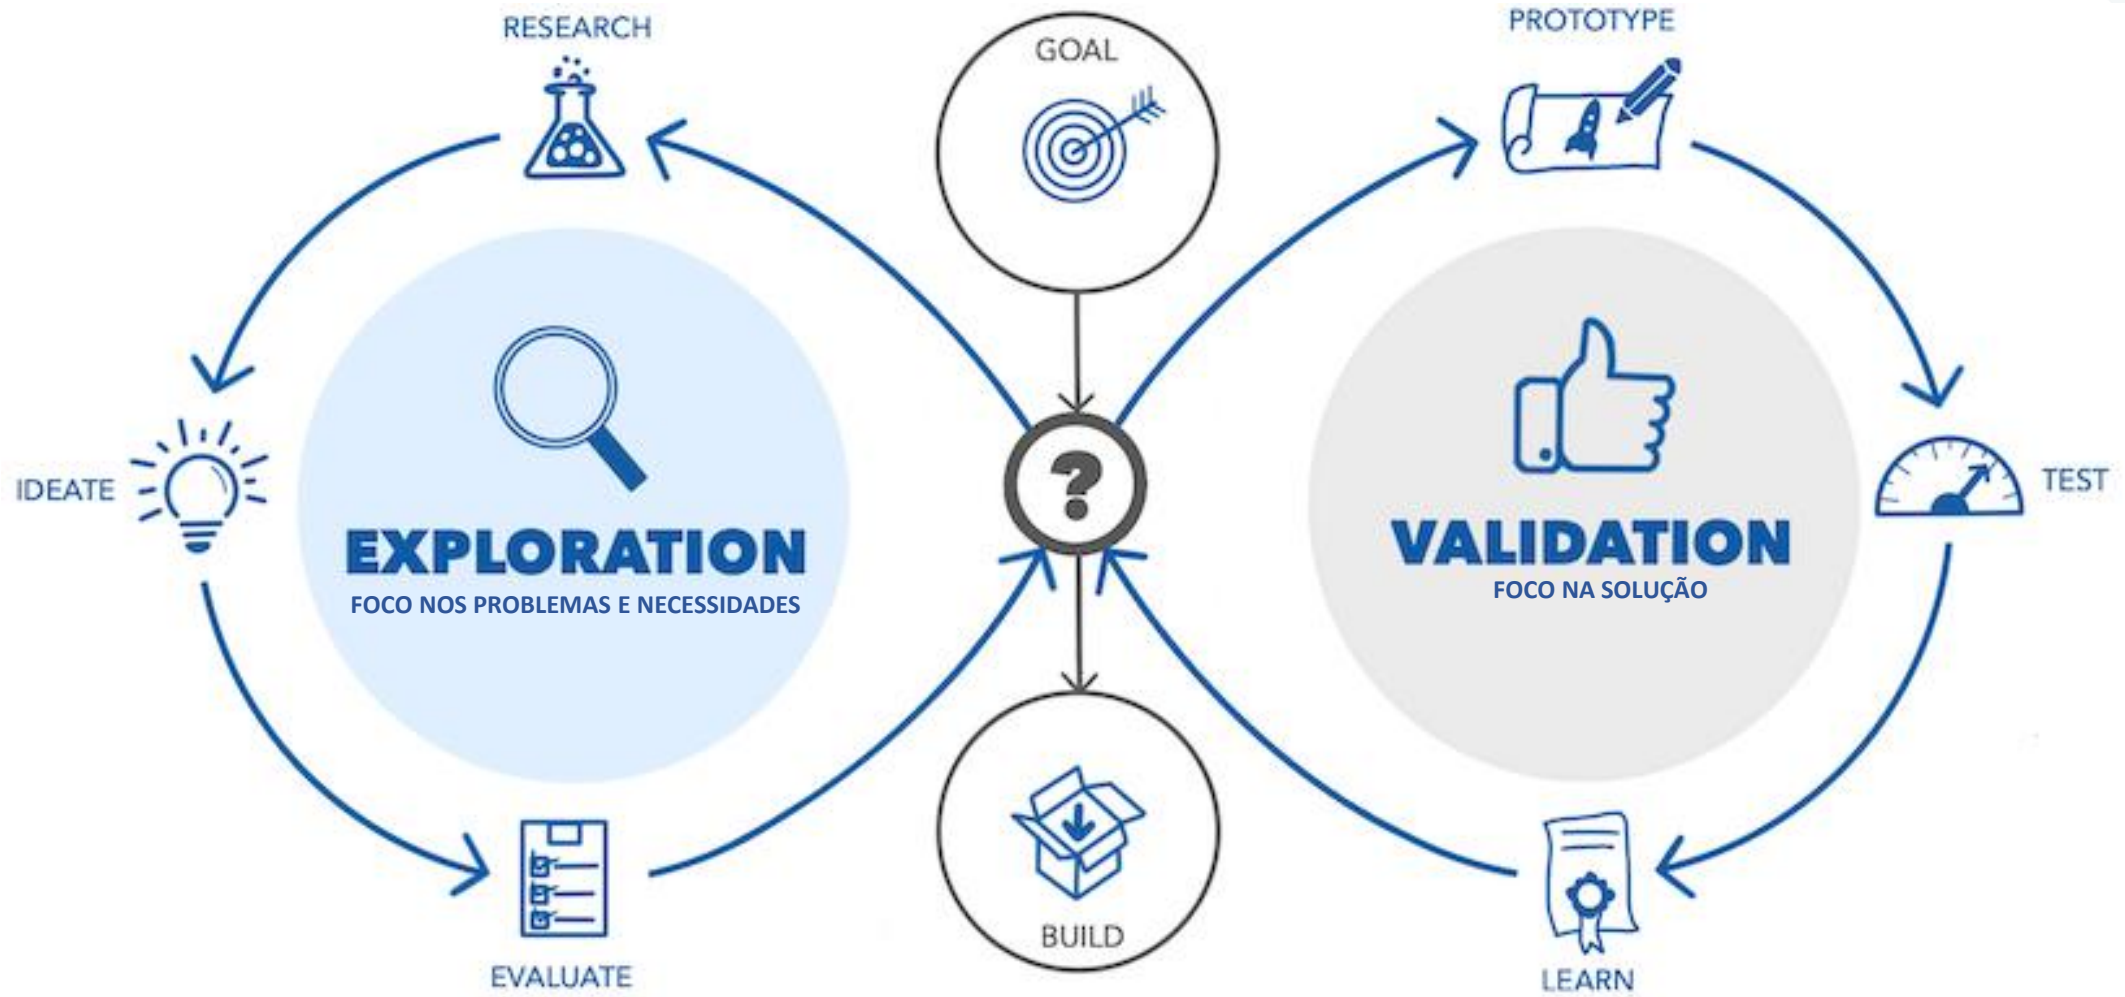 RESEARCH
GOAL
PROTOTYPE
IDEATE
EXPLORATION
FOCO NOS PROBLEMAS E NECESSIDADES
?
VALIDATION
FOCO NA SOLUÇÃO
TEST
EVALUATE
BUILD
LEARN